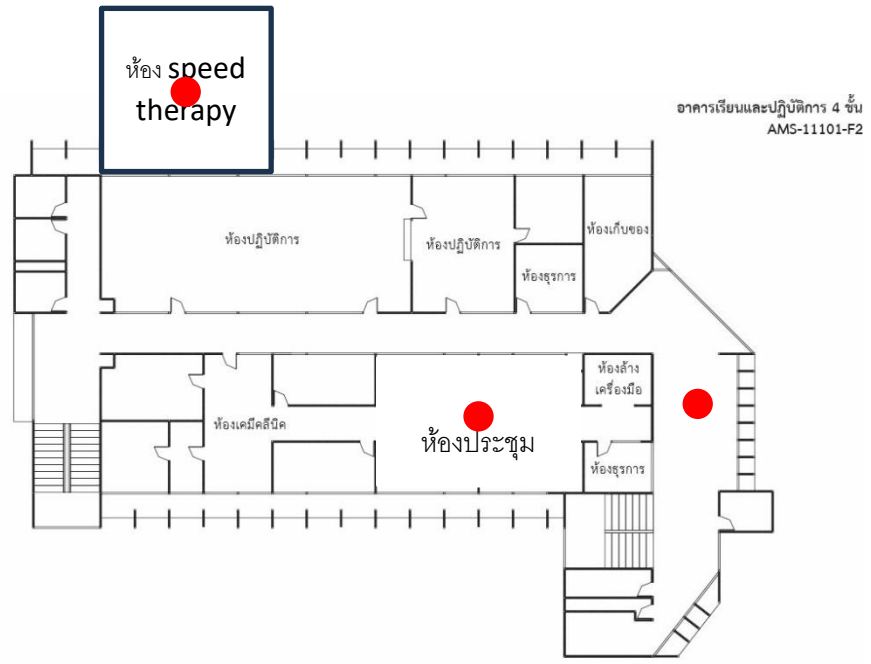 ห้อง speed
therapy
อาคารเรียนและปฏิบัติการ 4 ชั้น
AMS-11101-F2
ห้องปฏิบัติการ
ห้องปฏิบัติการ
ห้องเก็บของ
ห้องธุรการ
ห้องล้าง
เครื่องมือ
ห้องเคมีคลีนิค
ห้องประชุม
ห้องธุรการ